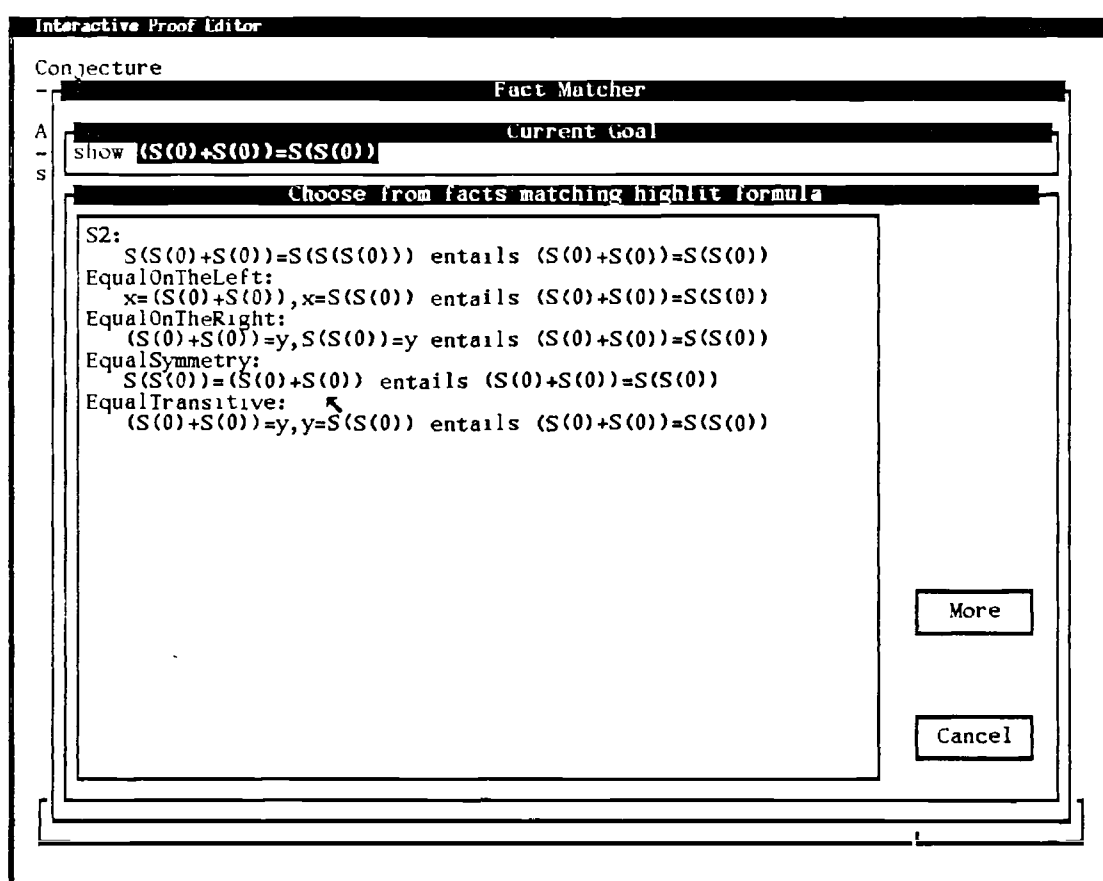 Interactive Proof Editor
Conjecture
Fact Matcher
A
Current Goal
show (S(0)+S(0))=S(S(0))
s
Choose from facts matching highlit formula
S2:
S(S(0)+S(0))=S(S(S(0))) entails (S(0)+S(0))=S(S(0))
EqualOnTheLeft:
x=(S(0)+S(0)),x=S(S(0)) entails (S(0)+S(0))=S(S(0))
EqualOnTheRight:
(S(0)+S(0))=y,S(S(0))=y entails (S(0)+S(0))=S(S(0))
EqualSymmetry:
S(S(0))=(S(0)+S(0)) entails (S(0)+S(0))=S(S(0))
EqualTransitive:
(S(0)+S(0))=y,y=S(S(0)) entails (S(0)+S(0))=S(S(0))
More
Cancel